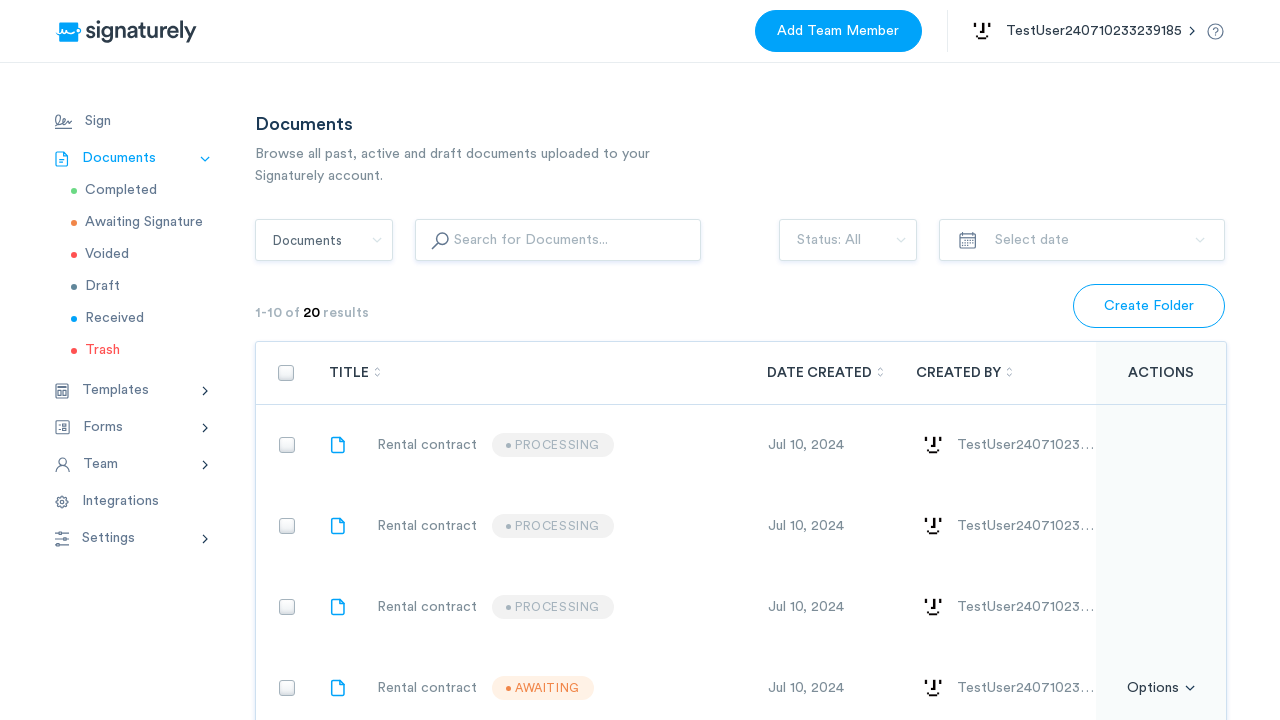 signaturely
Add Team Member
TestUser240710233239185
Sign
Documents
Completed
Awaiting Signature
Voided
Draft
Received
Trash
Templates
Forms
Team
Integrations
Settings
Documents
Browse all past, active and draft documents uploaded to your
Signaturely account.
Documents
Search for Documents...
Status: All
Select date
1-10 of 20 results
Create Folder
TITLE DATE CREATED CREATED BY ACTIONS
Rental contract PROCESSING Jul 10, 2024 TestUser24071023...
Rental contract PROCESSING Jul 10, 2024 TestUser24071023...
Rental contract PROCESSING Jul 10, 2024 TestUser24071023...
Rental contract AWAITING Jul 10, 2024 TestUser24071023... Options